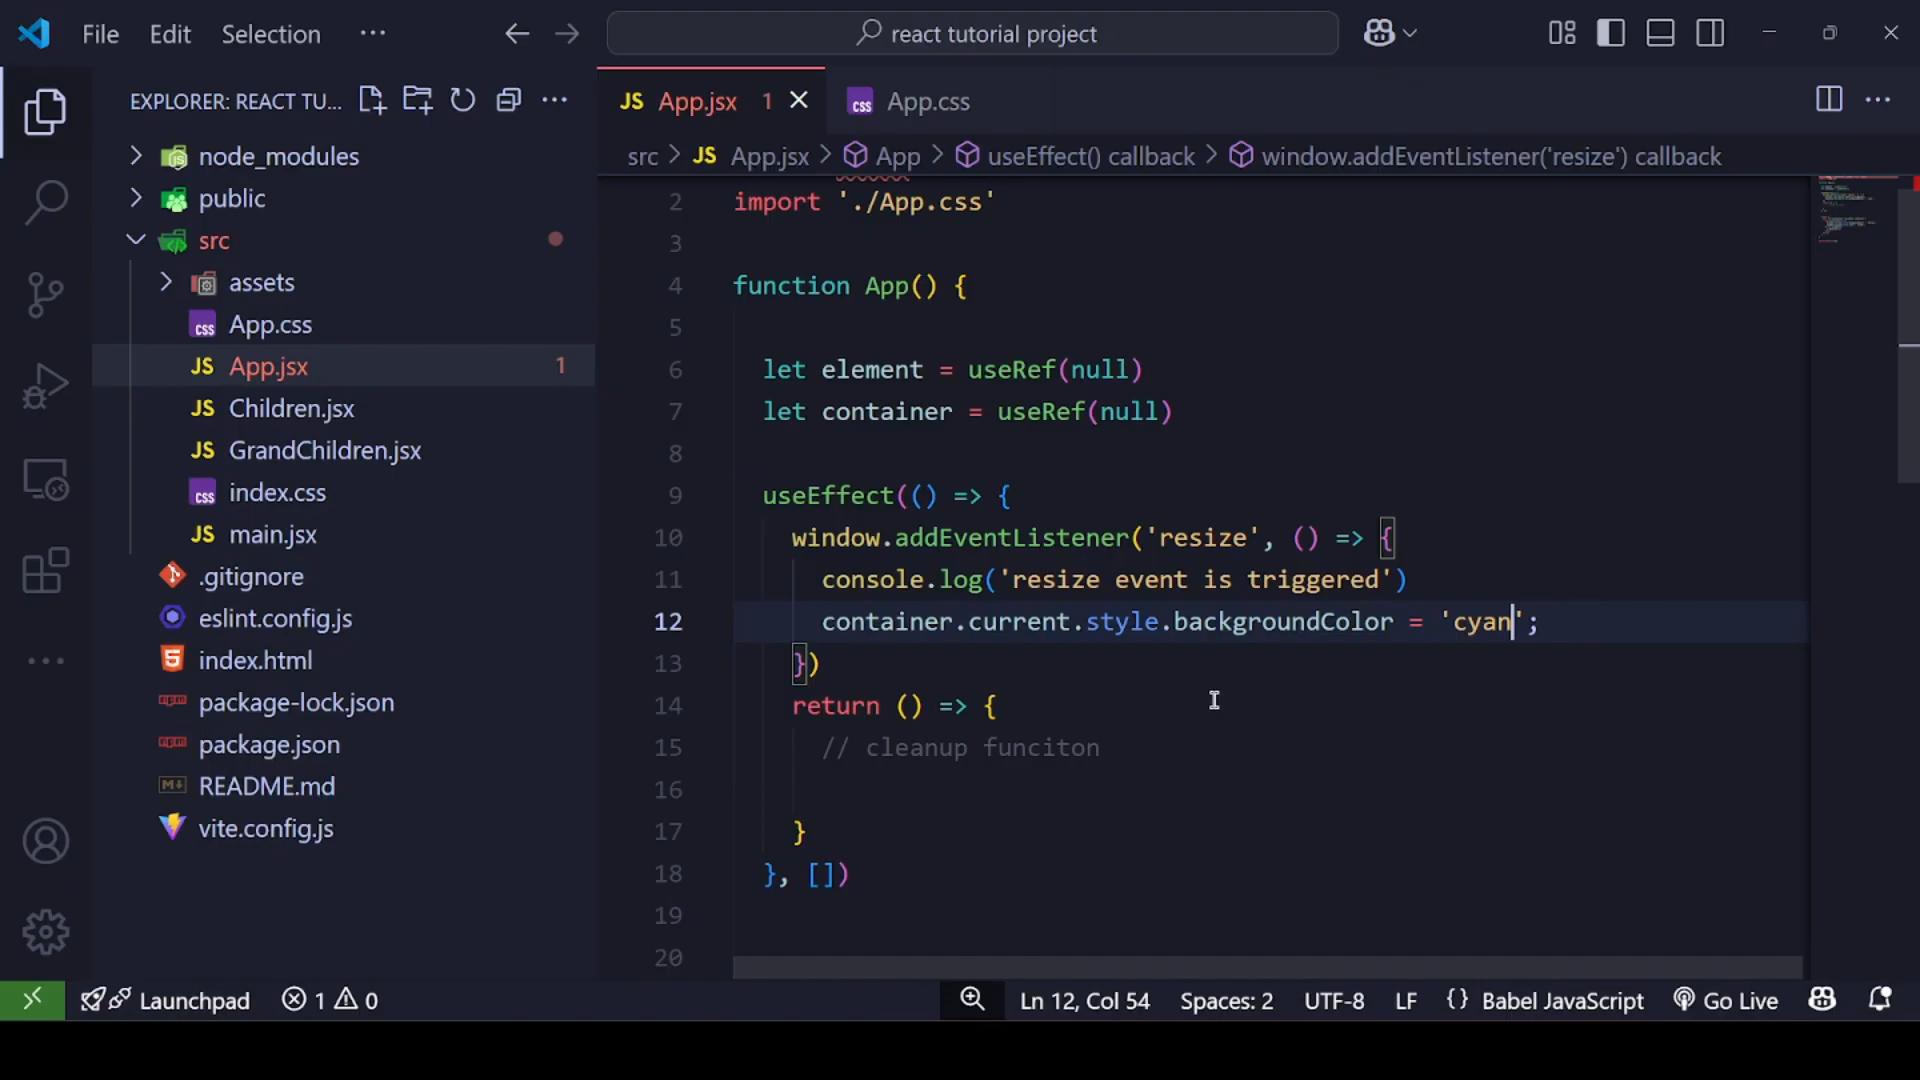 File Edit Selection ··· react tutorial project
EXPLORER: REACT TU...
node_modules
public
src
assets
App.css
App.jsx 1
Children.jsx
GrandChildren.jsx
index.css
main.jsx
.gitignore
eslint.config.js
index.html
package-lock.json
package.json
README.md
vite.config.js
JS App.jsx 1
css App.css
src > JS App.jsx > App > useEffect() callback > window.addEventListener('resize') callback
2 import './App.css'
3
4 function App() {
5
6 let element = useRef(null)
7 let container = useRef(null)
8
9 useEffect(() => {
10 window.addEventListener('resize', () => {
11 console.log('resize event is triggered')
12 container.current.style.backgroundColor = 'cyan';
13 })
14 return () => {
15 // cleanup funciton
16
17 }
18 }, [])
19
20
Launchpad 1 0 Ln 12, Col 54 Spaces: 2 UTF-8 LF {} Babel JavaScript Go Live